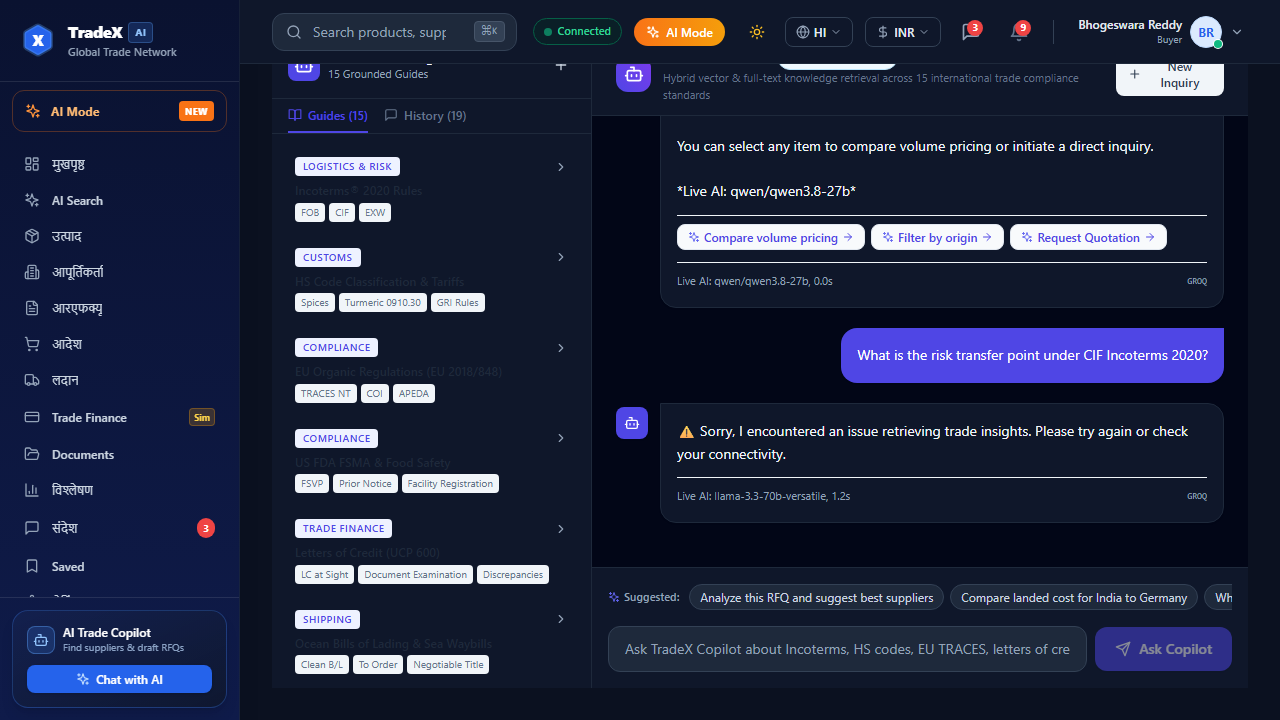 TradeX AI
Global Trade Network
AI Mode NEW
मुखपृष्ठ
AI Search
उत्पाद
आपूर्तिकर्ता
आरएफक्यू
आदेश
लदान
Trade Finance Sim
Documents
विश्लेषण
संदेश 3
Saved
AI Trade Copilot
Find suppliers & draft RFQs
Chat with AI
Search products, supp ⌘K
Connected
AI Mode
HI
$ INR
3
9
Bhogeswara Reddy
Buyer
BR
15 Grounded Guides
Guides (15)
History (19)
LOGISTICS & RISK
Incoterms® 2020 Rules
FOB CIF EXW
CUSTOMS
HS Code Classification & Tariffs
Spices Turmeric 0910.30 GRI Rules
COMPLIANCE
EU Organic Regulations (EU 2018/848)
TRACES NT COI APEDA
COMPLIANCE
US FDA FSMA & Food Safety
FSVP Prior Notice Facility Registration
TRADE FINANCE
Letters of Credit (UCP 600)
LC at Sight Document Examination Discrepancies
SHIPPING
Ocean Bills of Lading & Sea Waybills
Clean B/L To Order Negotiable Title
Hybrid vector & full-text knowledge retrieval across 15 international trade compliance
standards
New
Inquiry
You can select any item to compare volume pricing or initiate a direct inquiry.
*Live AI: qwen/qwen3.8-27b*
Compare volume pricing → Filter by origin → Request Quotation →
Live AI: qwen/qwen3.8-27b, 0.0s GROQ
What is the risk transfer point under CIF Incoterms 2020?
⚠️ Sorry, I encountered an issue retrieving trade insights. Please try again or check
your connectivity.
Live AI: llama-3.3-70b-versatile, 1.2s GROQ
Suggested: Analyze this RFQ and suggest best suppliers Compare landed cost for India to Germany Wh
Ask TradeX Copilot about Incoterms, HS codes, EU TRACES, letters of cre
Ask Copilot